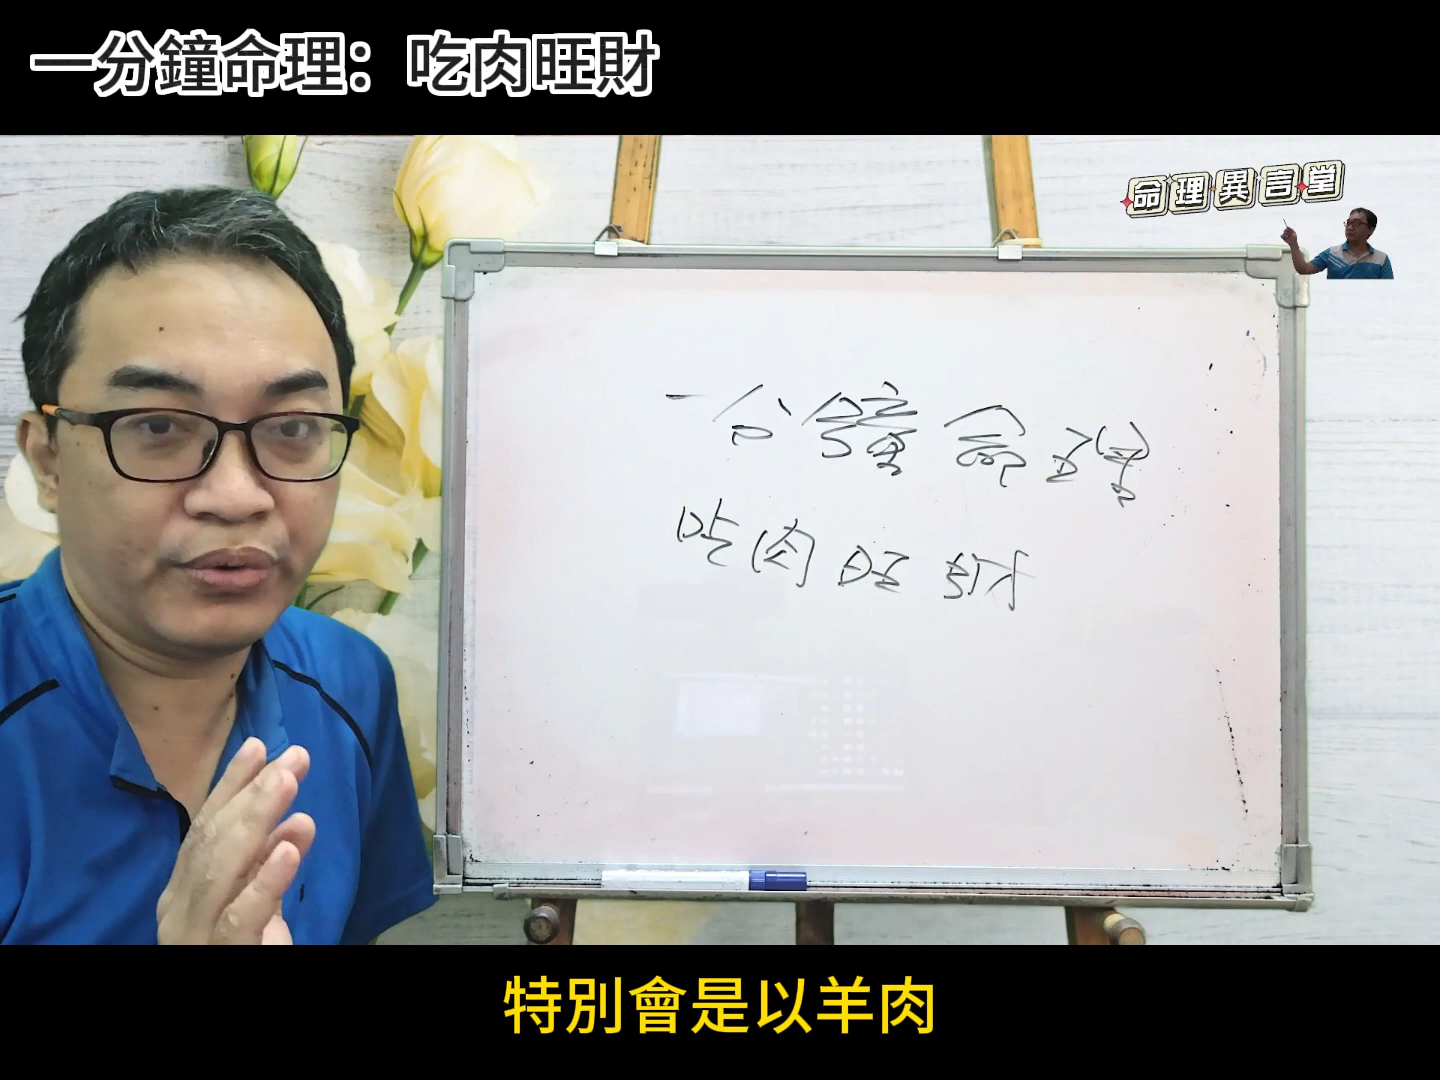 一分鐘命理：吃肉旺財
命理異言堂
一分鐘命理
吃肉旺財
特別會是以羊肉